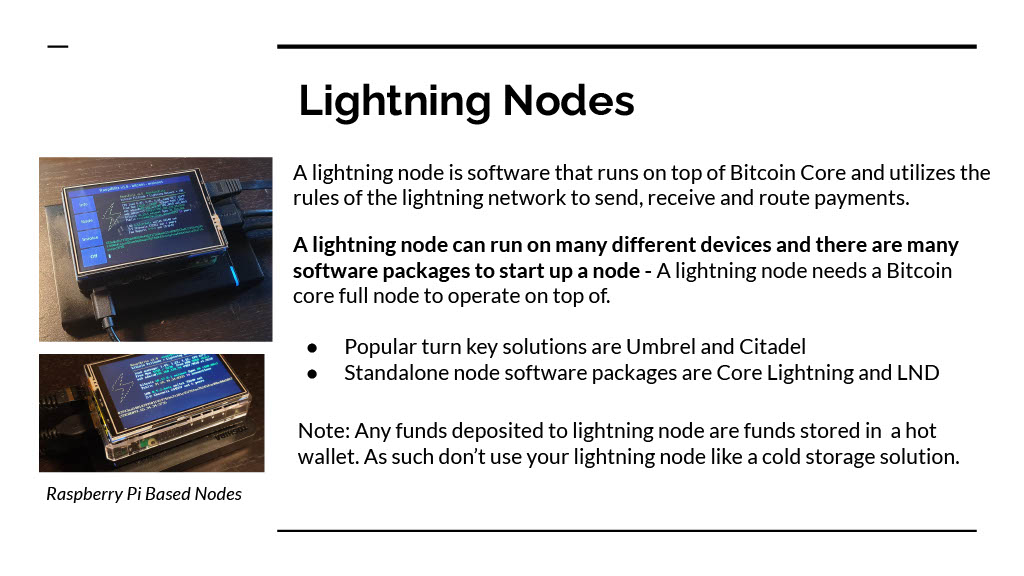 Lightning Nodes
A lightning node is software that runs on top of Bitcoin Core and utilizes the
rules of the lightning network to send, receive and route payments.
A lightning node can run on many different devices and there are many
software packages to start up a node - A lightning node needs a Bitcoin
core full node to operate on top of.
● Popular turn key solutions are Umbrel and Citadel
● Standalone node software packages are Core Lightning and LND
Note: Any funds deposited to lightning node are funds stored in  a hot
wallet. As such don’t use your lightning node like a cold storage solution.
Info
Node
Off
TOSHIBA
Raspberry Pi Based Nodes